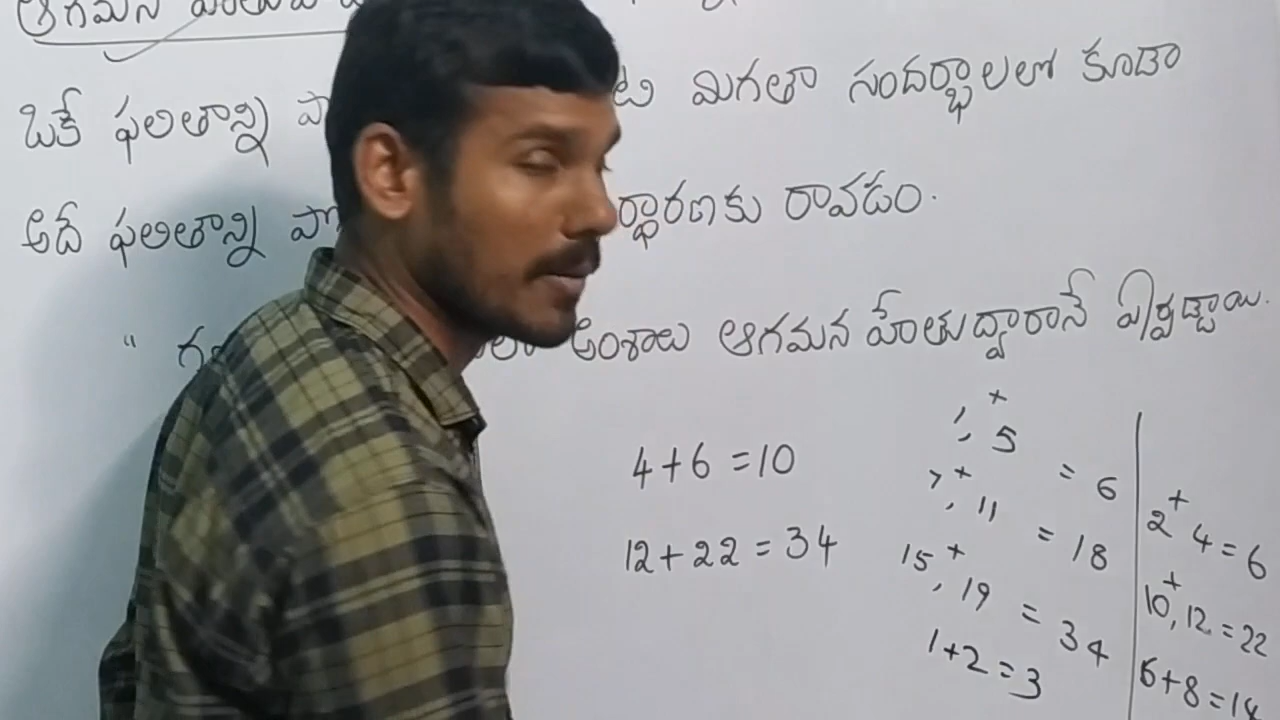 ఆగమన
ఒకే ఫలితాన్ని మిగతా సందర్భాలలో కూడా
అదే ఫలితాన్ని రావడం.
" అంశాలు ఆగమన హేతుద్వారానే ఏర్పడ్డాయి.
4+6 =10
12+22 = 34
1, + 5 = 6
7, + 11 = 18
15, + 19 = 34
1+2=3
2 + 4 = 6
10, + 12 = 22
6+8=14